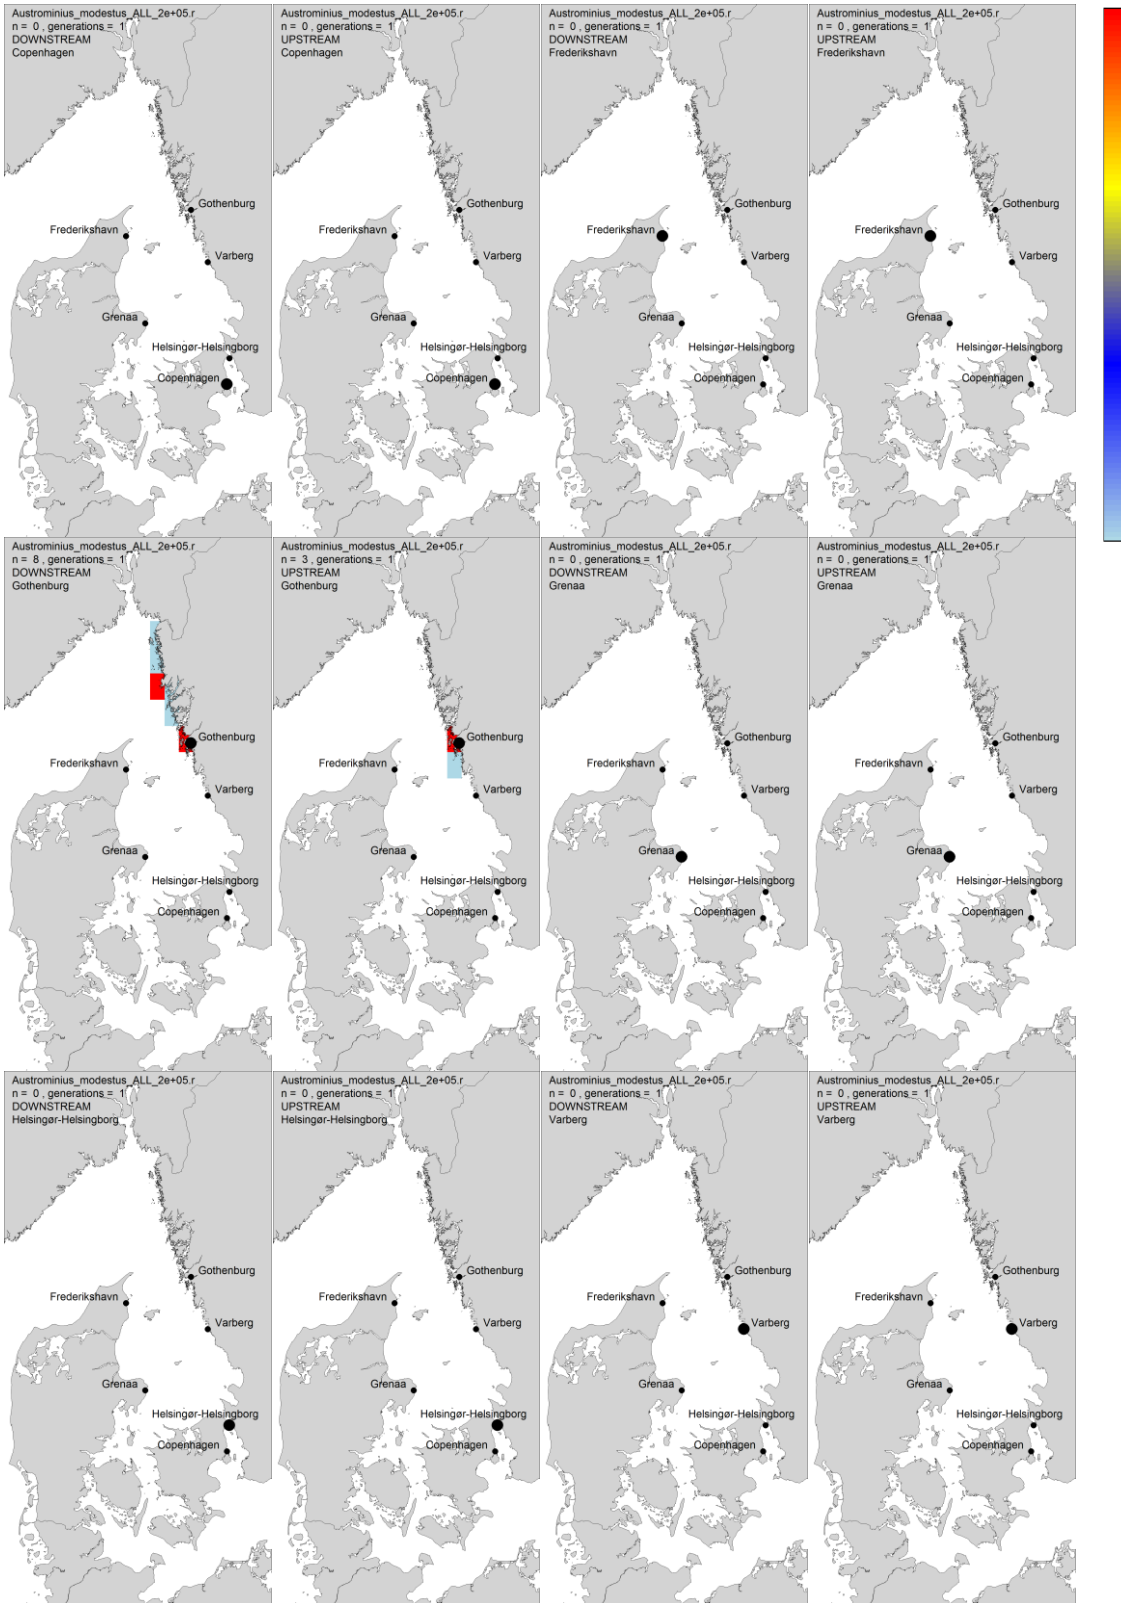 Austrominius_modestus_ALL_2e+05.r
n = 0 , generations = 1
DOWNSTREAM
Copenhagen
Gothenburg
Frederikshavn
Varberg
Grenaa
Helsingør-Helsingborg
Copenhagen
Austrominius_modestus_ALL_2e+05.r
n = 0 , generations = 1
UPSTREAM
Copenhagen
Gothenburg
Frederikshavn
Varberg
Grenaa
Helsingør-Helsingborg
Copenhagen
Austrominius_modestus_ALL_2e+05.r
n = 0 , generations = 1
DOWNSTREAM
Frederikshavn
Gothenburg
Frederikshavn
Varberg
Grenaa
Helsingør-Helsingborg
Copenhagen
Austrominius_modestus_ALL_2e+05.r
n = 0 , generations = 1
UPSTREAM
Frederikshavn
Gothenburg
Frederikshavn
Varberg
Grenaa
Helsingør-Helsingborg
Copenhagen
Austrominius_modestus_ALL_2e+05.r
n = 8 , generations = 1
DOWNSTREAM
Gothenburg
Gothenburg
Frederikshavn
Varberg
Grenaa
Helsingør-Helsingborg
Copenhagen
Austrominius_modestus_ALL_2e+05.r
n = 3 , generations = 1
UPSTREAM
Gothenburg
Gothenburg
Frederikshavn
Varberg
Grenaa
Helsingør-Helsingborg
Copenhagen
Austrominius_modestus_ALL_2e+05.r
n = 0 , generations = 1
DOWNSTREAM
Grenaa
Gothenburg
Frederikshavn
Varberg
Grenaa
Helsingør-Helsingborg
Copenhagen
Austrominius_modestus_ALL_2e+05.r
n = 0 , generations = 1
UPSTREAM
Grenaa
Gothenburg
Frederikshavn
Varberg
Grenaa
Helsingør-Helsingborg
Copenhagen
Austrominius_modestus_ALL_2e+05.r
n = 0 , generations = 1
DOWNSTREAM
Helsingør-Helsingborg
Gothenburg
Frederikshavn
Varberg
Grenaa
Helsingør-Helsingborg
Copenhagen
Austrominius_modestus_ALL_2e+05.r
n = 0 , generations = 1
UPSTREAM
Helsingør-Helsingborg
Gothenburg
Frederikshavn
Varberg
Grenaa
Helsingør-Helsingborg
Copenhagen
Austrominius_modestus_ALL_2e+05.r
n = 0 , generations = 1
DOWNSTREAM
Varberg
Gothenburg
Frederikshavn
Varberg
Grenaa
Helsingør-Helsingborg
Copenhagen
Austrominius_modestus_ALL_2e+05.r
n = 0 , generations = 1
UPSTREAM
Varberg
Gothenburg
Frederikshavn
Varberg
Grenaa
Helsingør-Helsingborg
Copenhagen